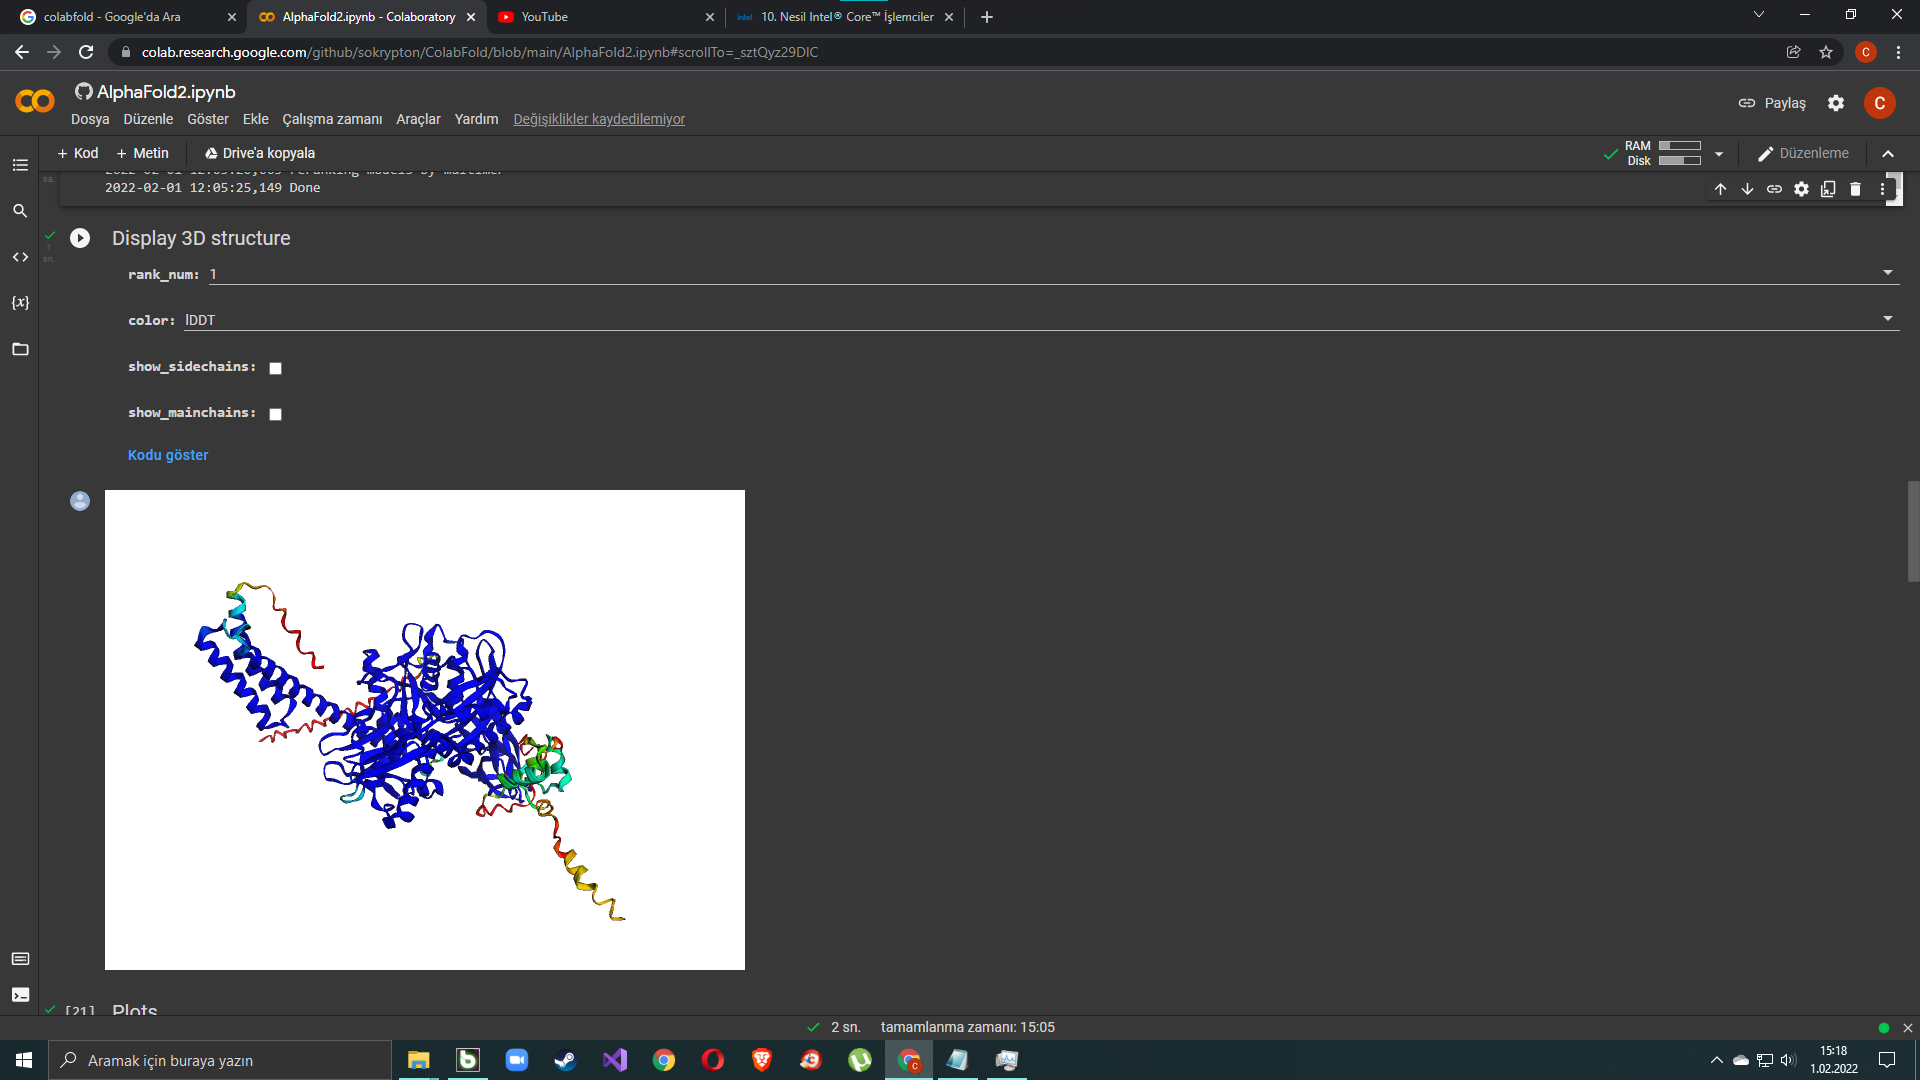 colabfold - Google'da Ara
AlphaFold2.ipynb - Colaboratory
YouTube
intel 10. Nesil Intel® Core™ İşlemciler
colab.research.google.com/github/sokrypton/ColabFold/blob/main/AlphaFold2.ipynb#scrollTo=_sztQyz29DIC
C
AlphaFold2.ipynb
Paylaş
C
Dosya Düzenle Göster Ekle Çalışma zamanı Araçlar Yardım Değişiklikler kaydedilemiyor
+ Kod + Metin Drive'a kopyala
RAM
Disk
Düzenleme
sa.
2022-02-01 12:05:25,149 Done
Display 3D structure
1
sn.
rank_num: 1
color: lDDT
{x}
show_sidechains:
show_mainchains:
Kodu göster
[21] Plots
2 sn. tamamlanma zamanı: 15:05
Aramak için buraya yazın
15:18
1.02.2022